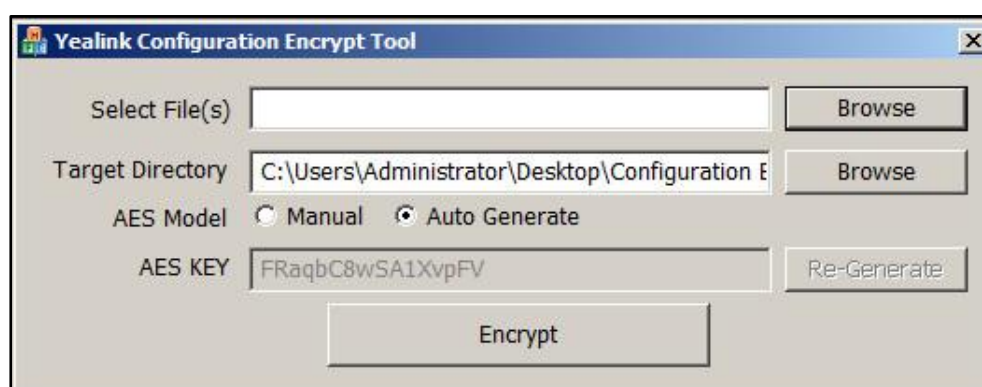 Yealink Configuration Encrypt Tool
Select File(s) Browse
Target Directory C:\Users\Administrator\Desktop\Configuration E Browse
AES Model Manual Auto Generate
AES KEY FRaqbC8wSA1XvpFV Re-Generate
Encrypt